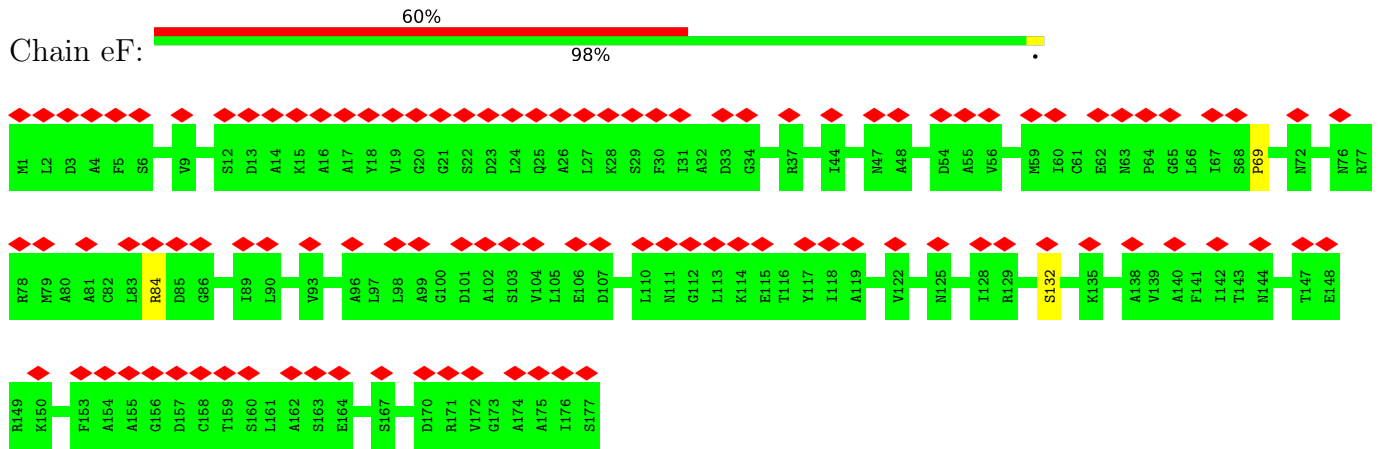 60%
Chain eF:
98%
.
M1 L2 D3 A4 F5 S6 V9 S12 D13 A14 K15 A16 A17 Y18 V19 G20 G21 S22 D23 L24 Q25 A26 L27 K28 S29 F30 I31 A32 D33 G34 R37 I44 N47 A48 D54 A55 V56 M59 I60 C61 E62 N63 P64 G65 L66 I67 S68 P69 N72 N76 R77
R78 M79 A80 A81 C82 L83 R84 D85 G86 I89 L90 V93 A96 L97 L98 A99 G100 D101 A102 S103 V104 L105 E106 D107 L110 N111 G112 L113 K114 E115 T116 Y117 I118 A119 V122 N125 I128 R129 S132 K135 A138 V139 A140 F141 I142 T143 N144 T147 E148
R149 K150 F153 A154 A155 G156 D157 C158 T159 S160 L161 A162 S163 E164 S167 D170 R171 V172 G173 A174 A175 I176 S177